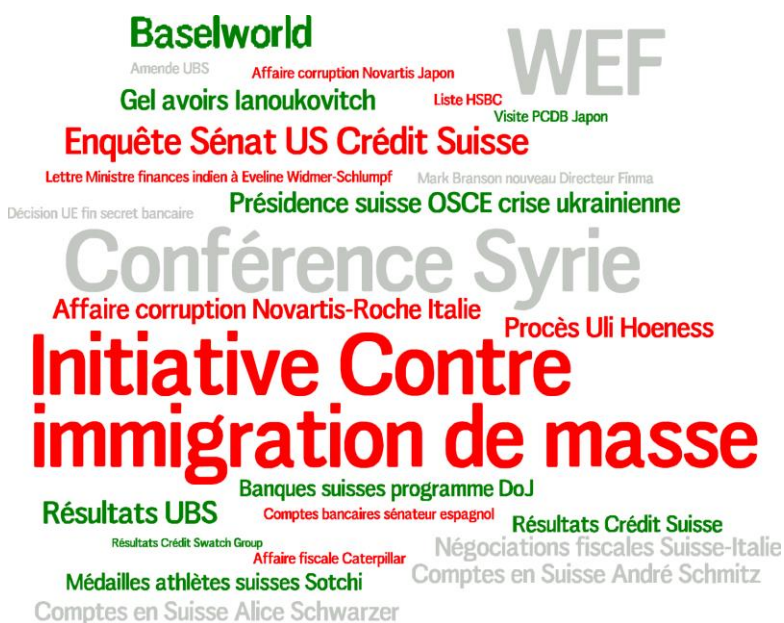 Baselworld
WEF
Amende UBS
Affaire corruption Novartis Japon
Gel avoirs Ianoukovitch
Liste HSBC
Visite PCDB Japon
Enquête Sénat US Crédit Suisse
Lettre Ministre finances indien à Eveline Widmer-Schlumpf
Mark Branson nouveau Directeur Finma
Décision UE fin secret bancaire
Présidence suisse OSCE crise ukrainienne
Conférence Syrie
Affaire corruption Novartis-Roche Italie
Procès Uli Hoeness
Initiative Contre
immigration de masse
Banques suisses programme DoJ
Résultats UBS
Comptes bancaires sénateur espagnol
Résultats Crédit Suisse
Résultats Crédit Swatch Group
Négociations fiscales Suisse-Italie
Affaire fiscale Caterpillar
Comptes en Suisse André Schmitz
Médailles athlètes suisses Sotchi
Comptes en Suisse Alice Schwarzer